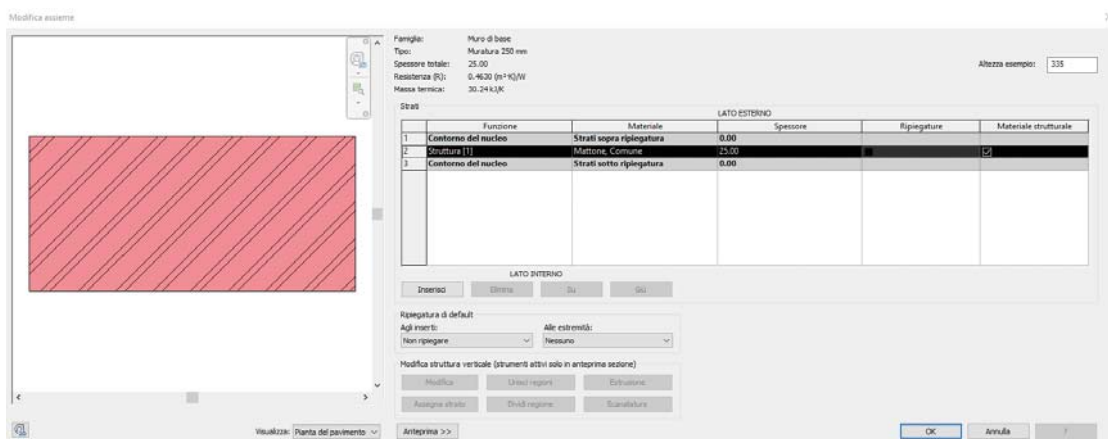 Modifica assieme
Famiglia: Muro di base
Tipo: Muratura 250 mm
Spessore totale: 25.00
Resistenza (R): 0.4630 (m²·K)/W
Massa termica: 30.24 kJ/K
Altezza esempio: 335
Strati
LATO ESTERNO
Funzione Materiale Spessore Ripiegature Materiale strutturale
1 Contorno del nucleo Strati sopra ripiegatura 0.00
2 Struttura [1] Mattone, Comune 25.00
3 Contorno del nucleo Strati sotto ripiegatura 0.00
LATO INTERNO
Inserisci Elimina Su Giù
Ripiegatura di default
Agli inserti: Alle estremità:
Non ripiegare Nessuno
Modifica struttura verticale (strumenti attivi solo in anteprima sezione)
Modifica Unisci regioni Estrusione
Assegna strato Dividi regione Scanalature
Visualizza: Pianta del pavimento Anteprima >> OK Annulla ?